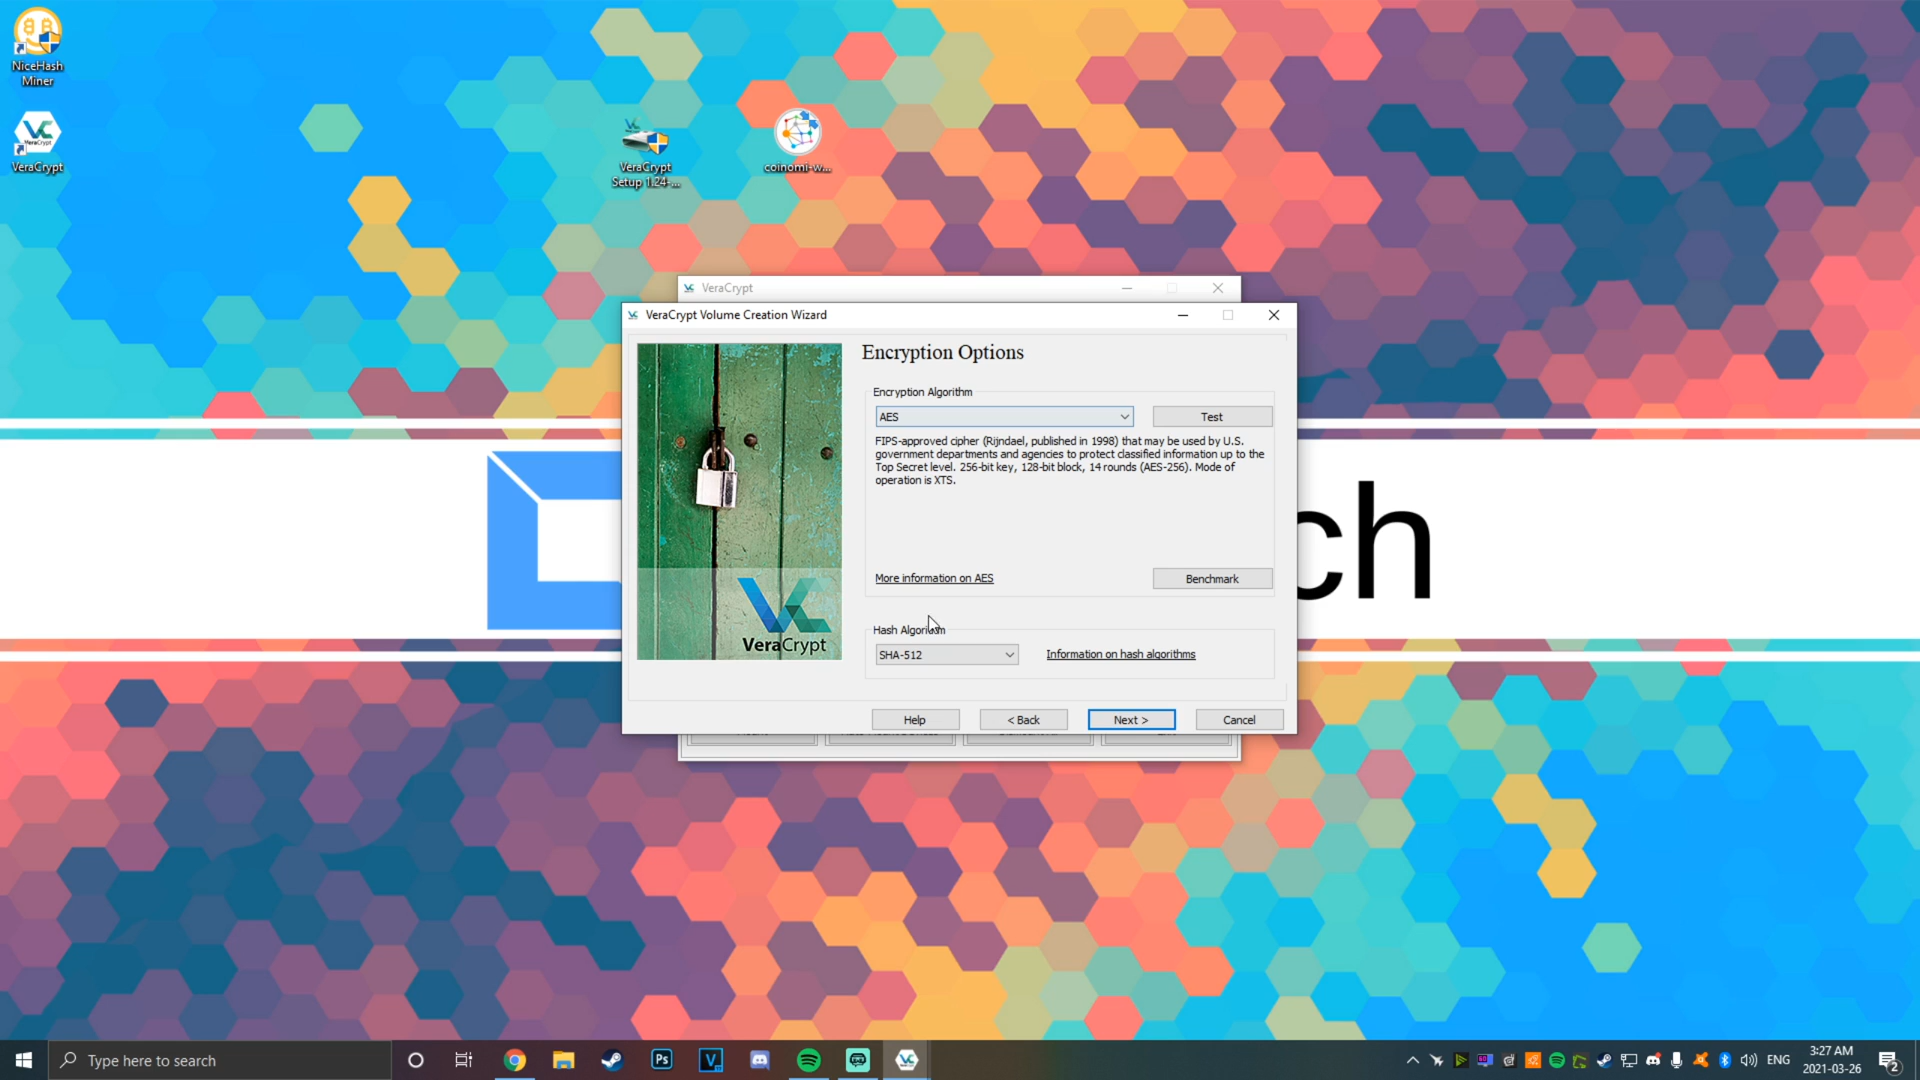 NiceHash
Miner
VeraCrypt
VeraCrypt
VeraCrypt
Setup 1.24-...
coinomi-w...
VeraCrypt
VeraCrypt Volume Creation Wizard
Encryption Options
Encryption Algorithm
AES
Test
FIPS-approved cipher (Rijndael, published in 1998) that may be used by U.S.
government departments and agencies to protect classified information up to the
Top Secret level. 256-bit key, 128-bit block, 14 rounds (AES-256). Mode of
operation is XTS.
More information on AES
Benchmark
VeraCrypt
Hash Algorithm
SHA-512
Information on hash algorithms
Help
< Back
Next >
Cancel
ch
Type here to search
Ps
V
VC
ENG
3:27 AM
2021-03-26
2